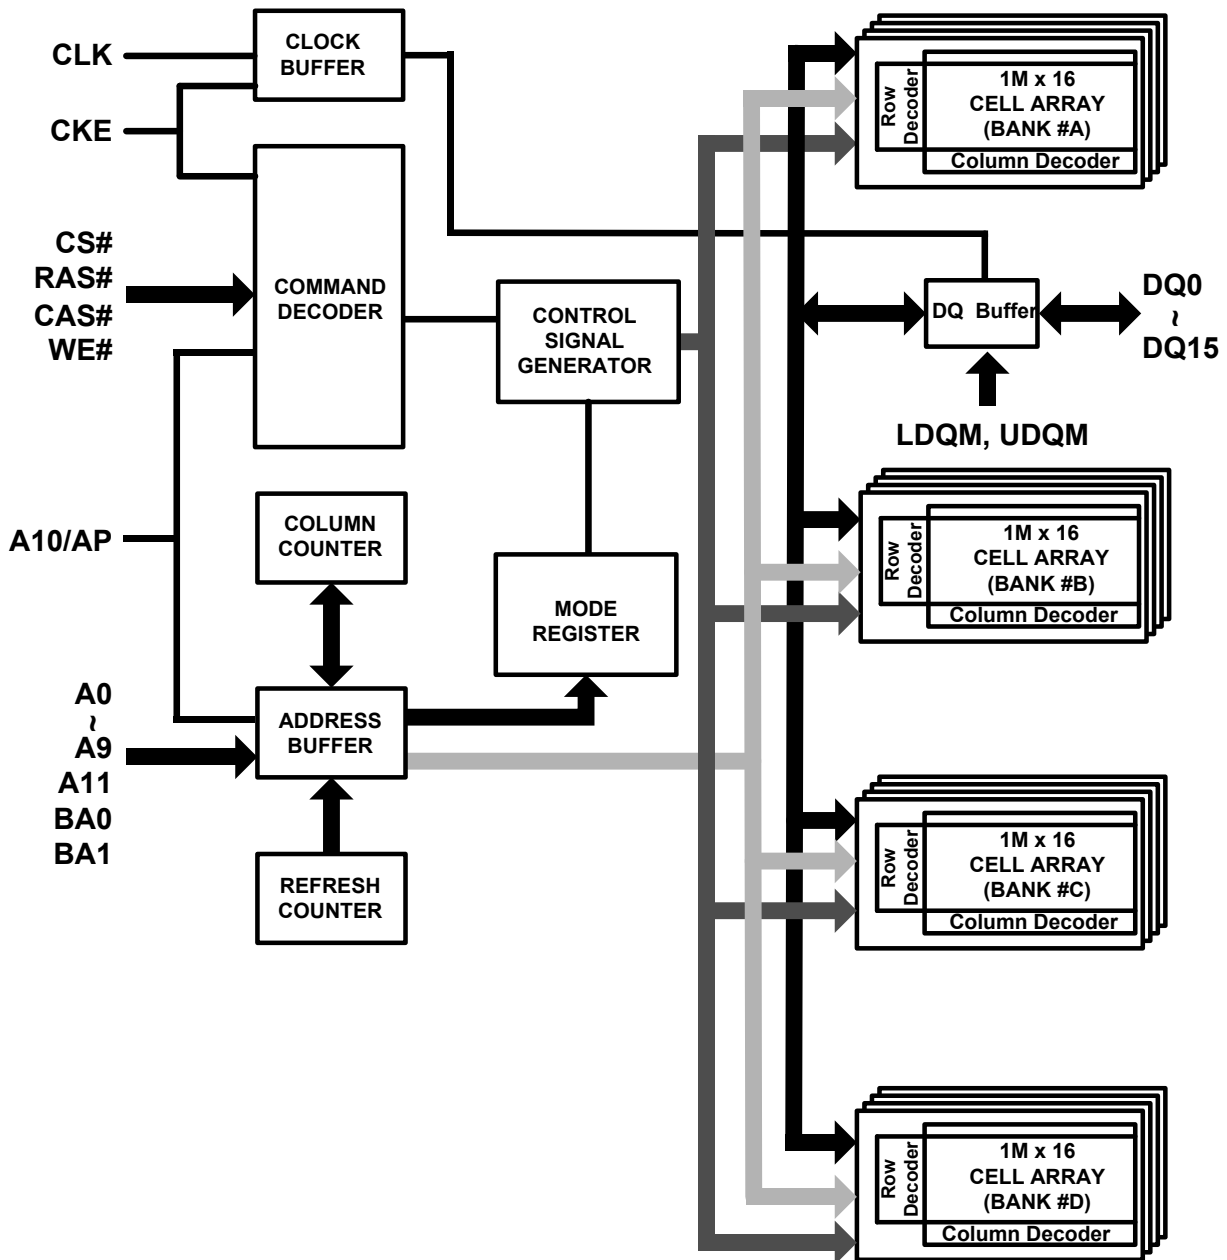 CLK
CKE
CLOCK
BUFFER
CS#
RAS#
CAS#
WE#
COMMAND
DECODER
CONTROL
SIGNAL
GENERATOR
A10/AP
COLUMN
COUNTER
MODE
REGISTER
A0
~
A9
A11
BA0
BA1
ADDRESS
BUFFER
REFRESH
COUNTER
Row
Decoder
1M x 16
CELL ARRAY
(BANK #A)
Column Decoder
DQ Buffer
DQ0
~
DQ15
LDQM, UDQM
Row
Decoder
1M x 16
CELL ARRAY
(BANK #B)
Column Decoder
Row
Decoder
1M x 16
CELL ARRAY
(BANK #C)
Column Decoder
Row
Decoder
1M x 16
CELL ARRAY
(BANK #D)
Column Decoder